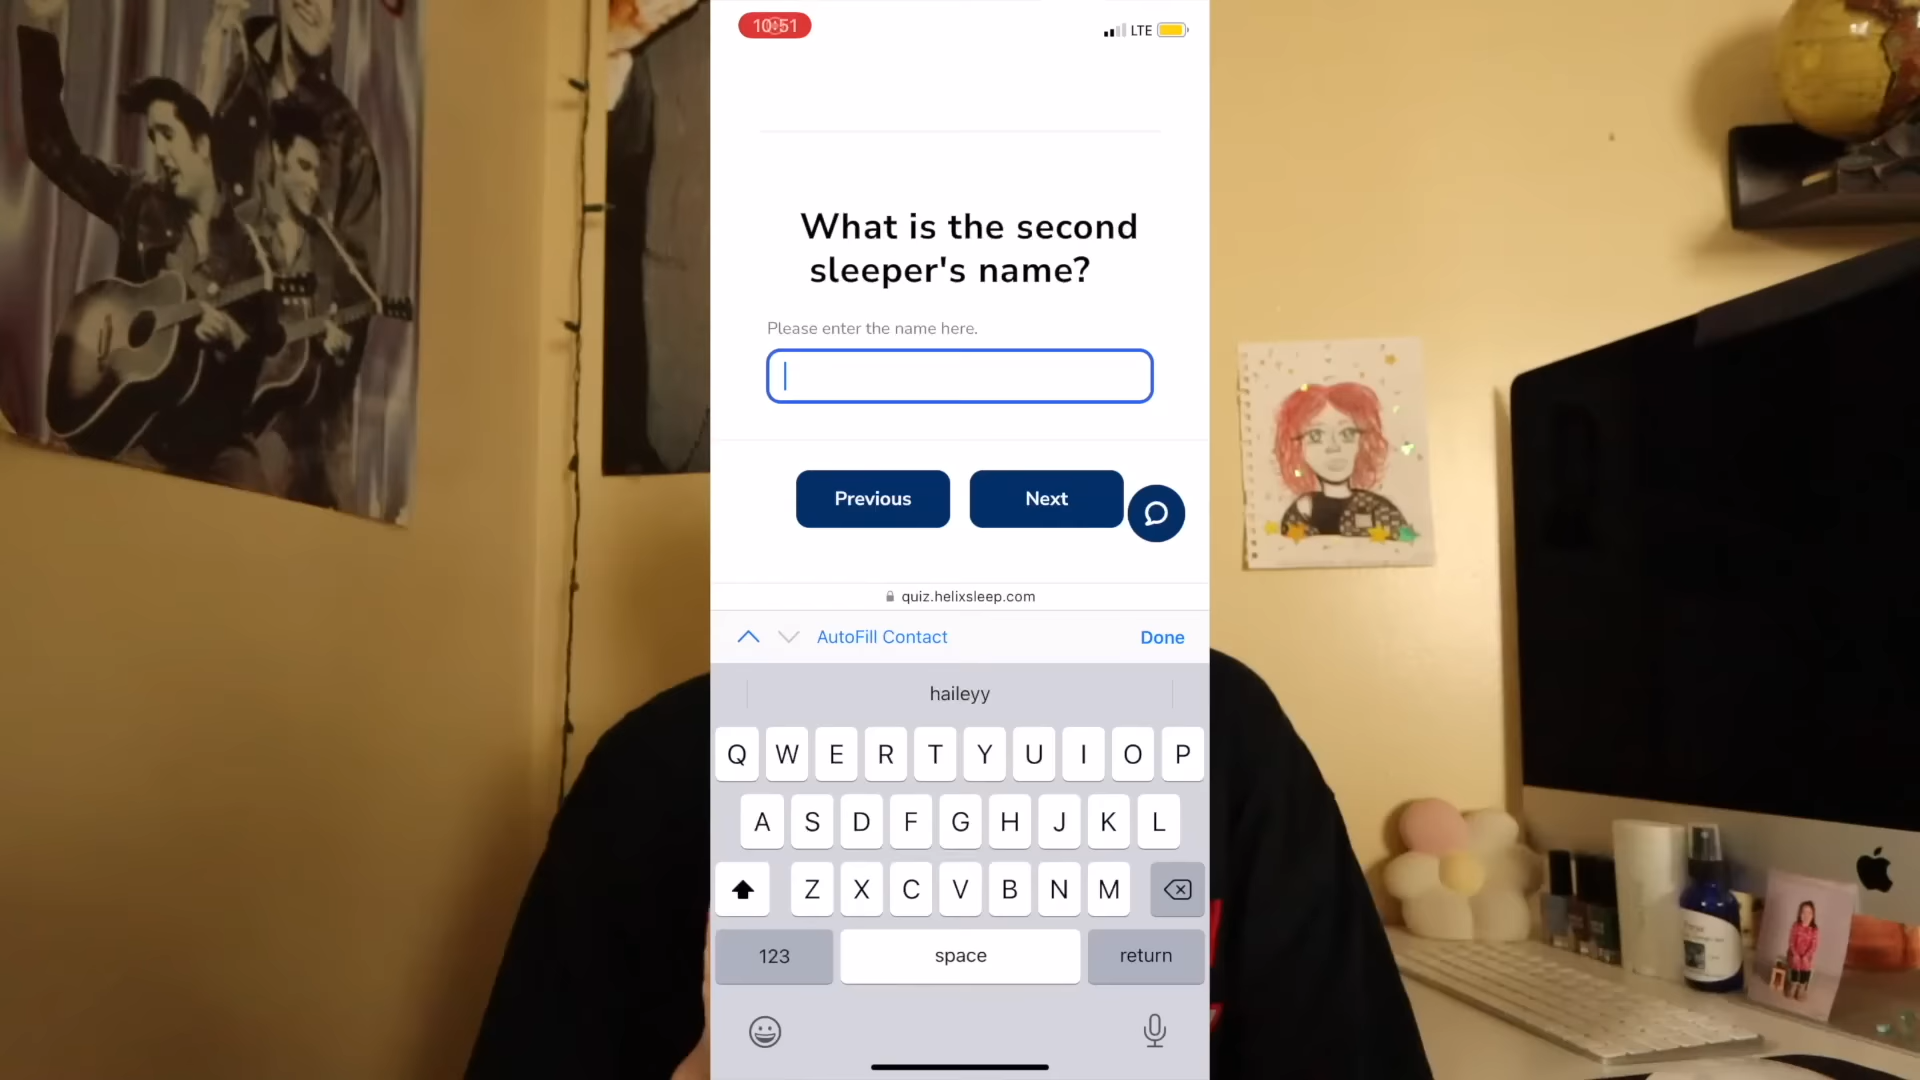 10:51
LTE
What is the second
sleeper's name?
Please enter the name here.
Previous
Next
quiz.helixsleep.com
AutoFill Contact
Done
haileyy
Q W E R T Y U I O P
A S D F G H J K L
Z X C V B N M
123
space
return